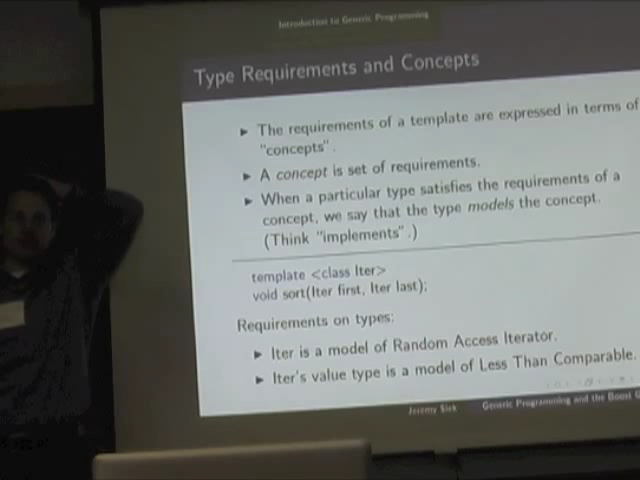 Introduction to Generic Programming
Type Requirements and Concepts
► The requirements of a template are expressed in terms of
"concepts".
► A concept is set of requirements.
► When a particular type satisfies the requirements of a
concept, we say that the type models the concept.
(Think "implements".)
template <class Iter>
void sort(Iter first, Iter last);
Requirements on types:
► Iter is a model of Random Access Iterator.
► Iter's value type is a model of Less Than Comparable.
Jeremy Siek Generic Programming and the Boost G